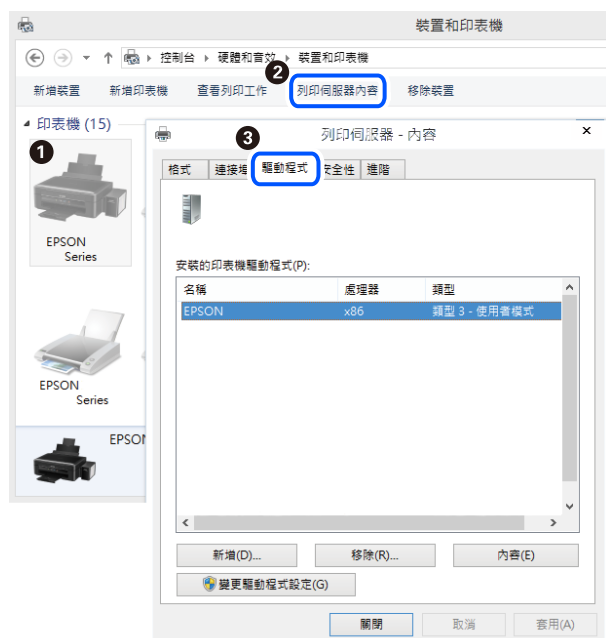 裝置和印表機
控制台 ▸ 硬體和音效 ▸ 裝置和印表機
2
新增裝置 新增印表機 查看列印工作 列印伺服器內容 移除裝置
印表機 (15)
1
3
列印伺服器 - 內容
格式 連接埠 驅動程式 安全性 進階
EPSON
Series
安裝的印表機驅動程式(P):
名稱 處理器 類型
EPSON x86 類型 3 - 使用者模式
EPSON
Series
EPSON
新增(D)... 移除(R)... 內容(E)
變更驅動程式設定(G)
關閉 取消 套用(A)